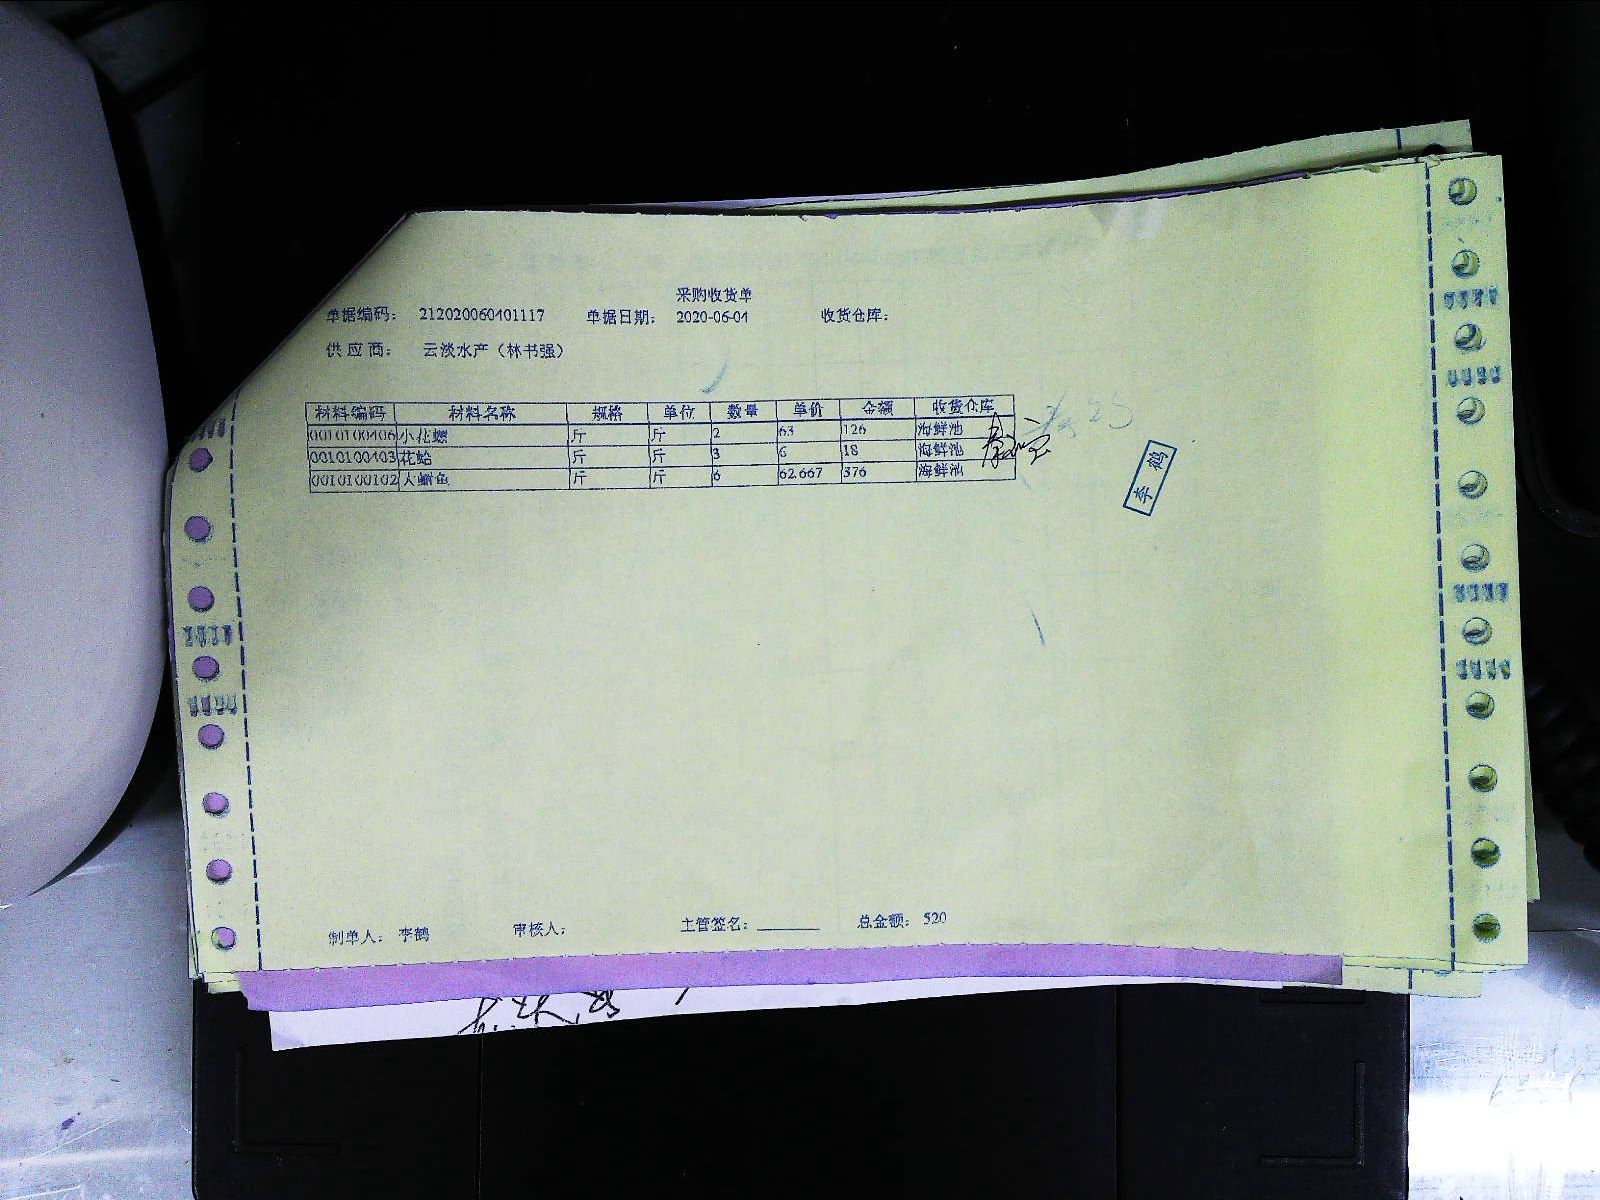 采购收货单
单据编码： 212020060401117 单据日期： 2020-06-04 收货仓库：
供 应 商： 云淡水产（林书强）
材料编码 材料名称 规格 单位 数量 单价 金额 收货仓库
0010100406 小花螺 斤 斤 2 63 126 海鲜池
0010100403 花蛤 斤 斤 3 6 18 海鲜池
0010100102 斤 斤 6 62.667 376 海鲜池
李鹤
制单人： 李鹤 审核人： 主管签名： 总金额： 520